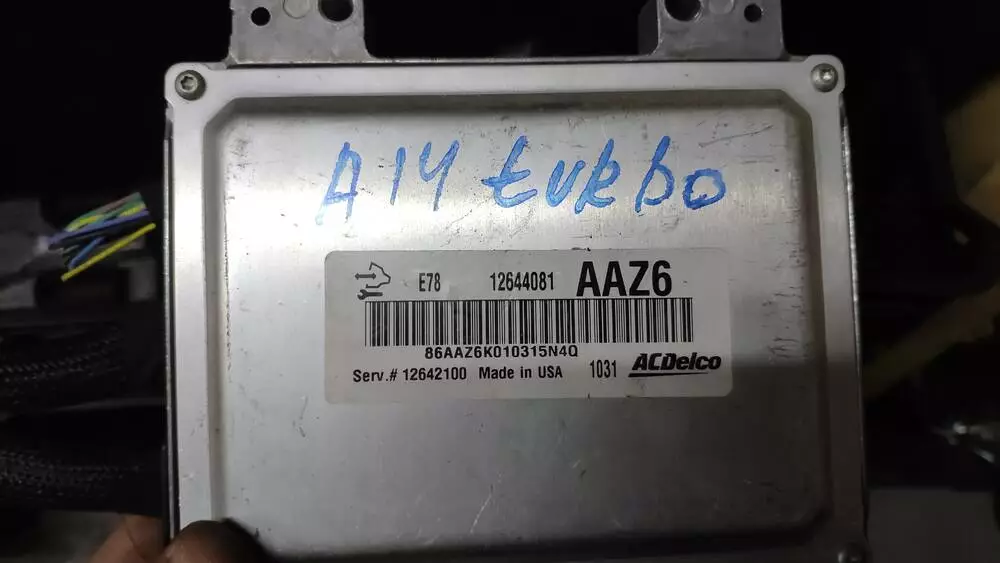 A14 turbo
E78 12644081 AAZ6
86AAZ6K010315N4Q
Serv.# 12642100 Made in USA 1031 ACDelco